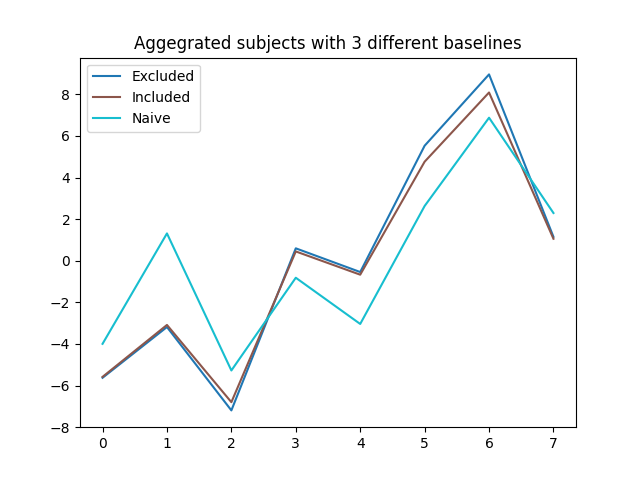 Aggegrated subjects with 3 different baselines
Excluded
Included
Naive
8
6
4
2
0
−2
−4
−6
−8
0 1 2 3 4 5 6 7